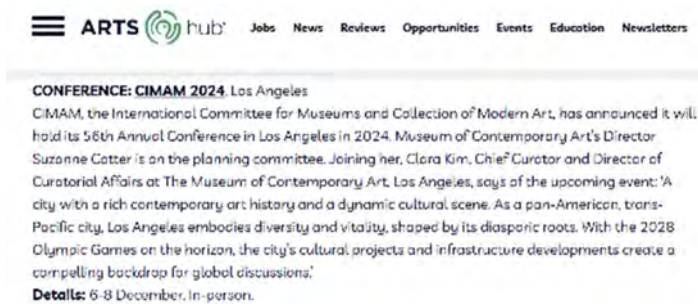 ARTS hub Jobs News Reviews Opportunities Events Education Newsletters
CONFERENCE: CIMAM 2024, Los Angeles
CIMAM, the International Committee for Museums and Collection of Modern Art, has announced it will
hold its 56th Annual Conference in Los Angeles in 2024. Museum of Contemporary Art's Director
Suzanne Cotter is on the planning committee. Joining her, Clara Kim, Chief Curator and Director of
Curatorial Affairs at The Museum of Contemporary Art, Los Angeles, says of the upcoming event: 'A
city with a rich contemporary art history and a dynamic cultural scene. As a pan-American, trans-
Pacific city, Los Angeles embodies diversity and vitality, shaped by its diasporic roots. With the 2028
Olympic Games on the horizon, the city's cultural projects and infrastructure developments create a
compelling backdrop for global discussions.'
Details: 6-8 December, In-person.